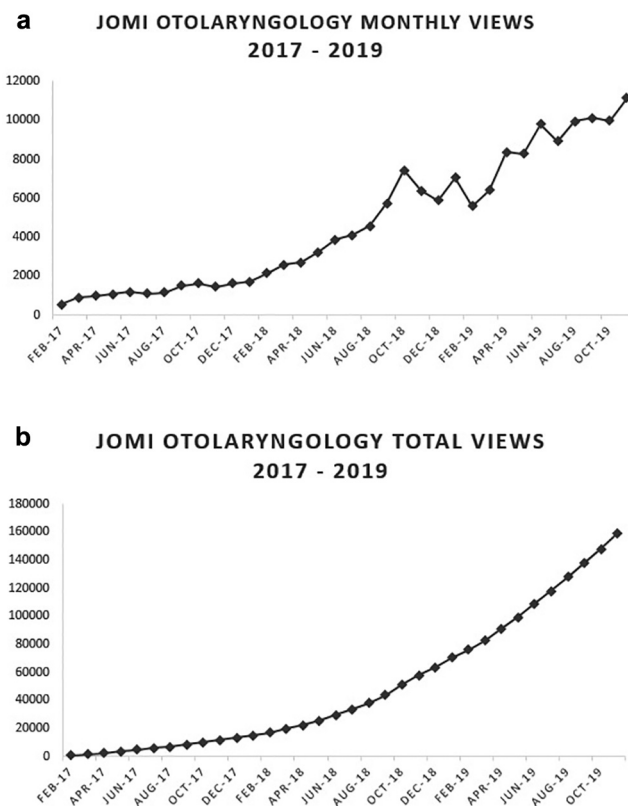 a
JOMI OTOLARYNGOLOGY MONTHLY VIEWS
2017 - 2019
12000
10000
8000
6000
4000
2000
0
FEB-17
APR-17
JUN-17
AUG-17
OCT-17
DEC-17
FEB-18
APR-18
JUN-18
AUG-18
OCT-18
DEC-18
FEB-19
APR-19
JUN-19
AUG-19
OCT-19
b
JOMI OTOLARYNGOLOGY TOTAL VIEWS
2017 - 2019
180000
160000
140000
120000
100000
80000
60000
40000
20000
0
FEB-17
APR-17
JUN-17
AUG-17
OCT-17
DEC-17
FEB-18
APR-18
JUN-18
AUG-18
OCT-18
DEC-18
FEB-19
APR-19
JUN-19
AUG-19
OCT-19